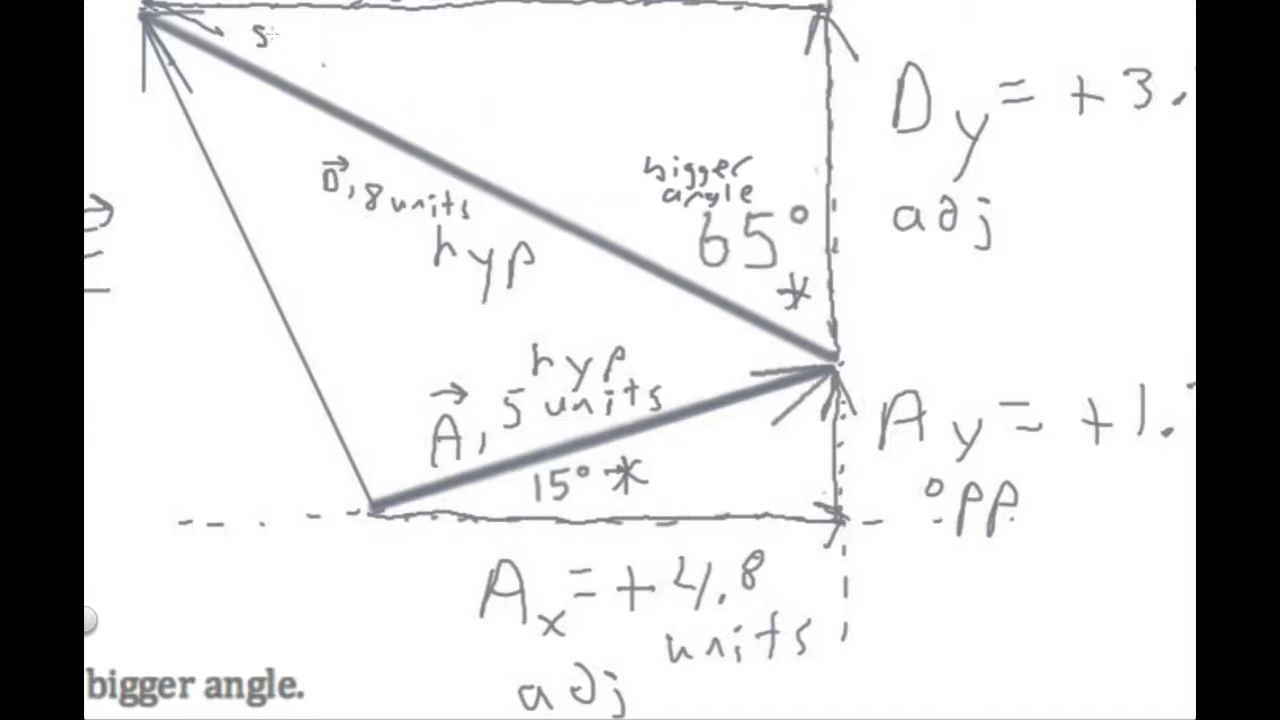 s
D, 8 units
hyp
bigger
angle
65°
*
Dy = + 3.
adj
hyp
A, 5 units
15° *
Ay = +1.
opp
Ax = + 4.8
units
adj
bigger angle.